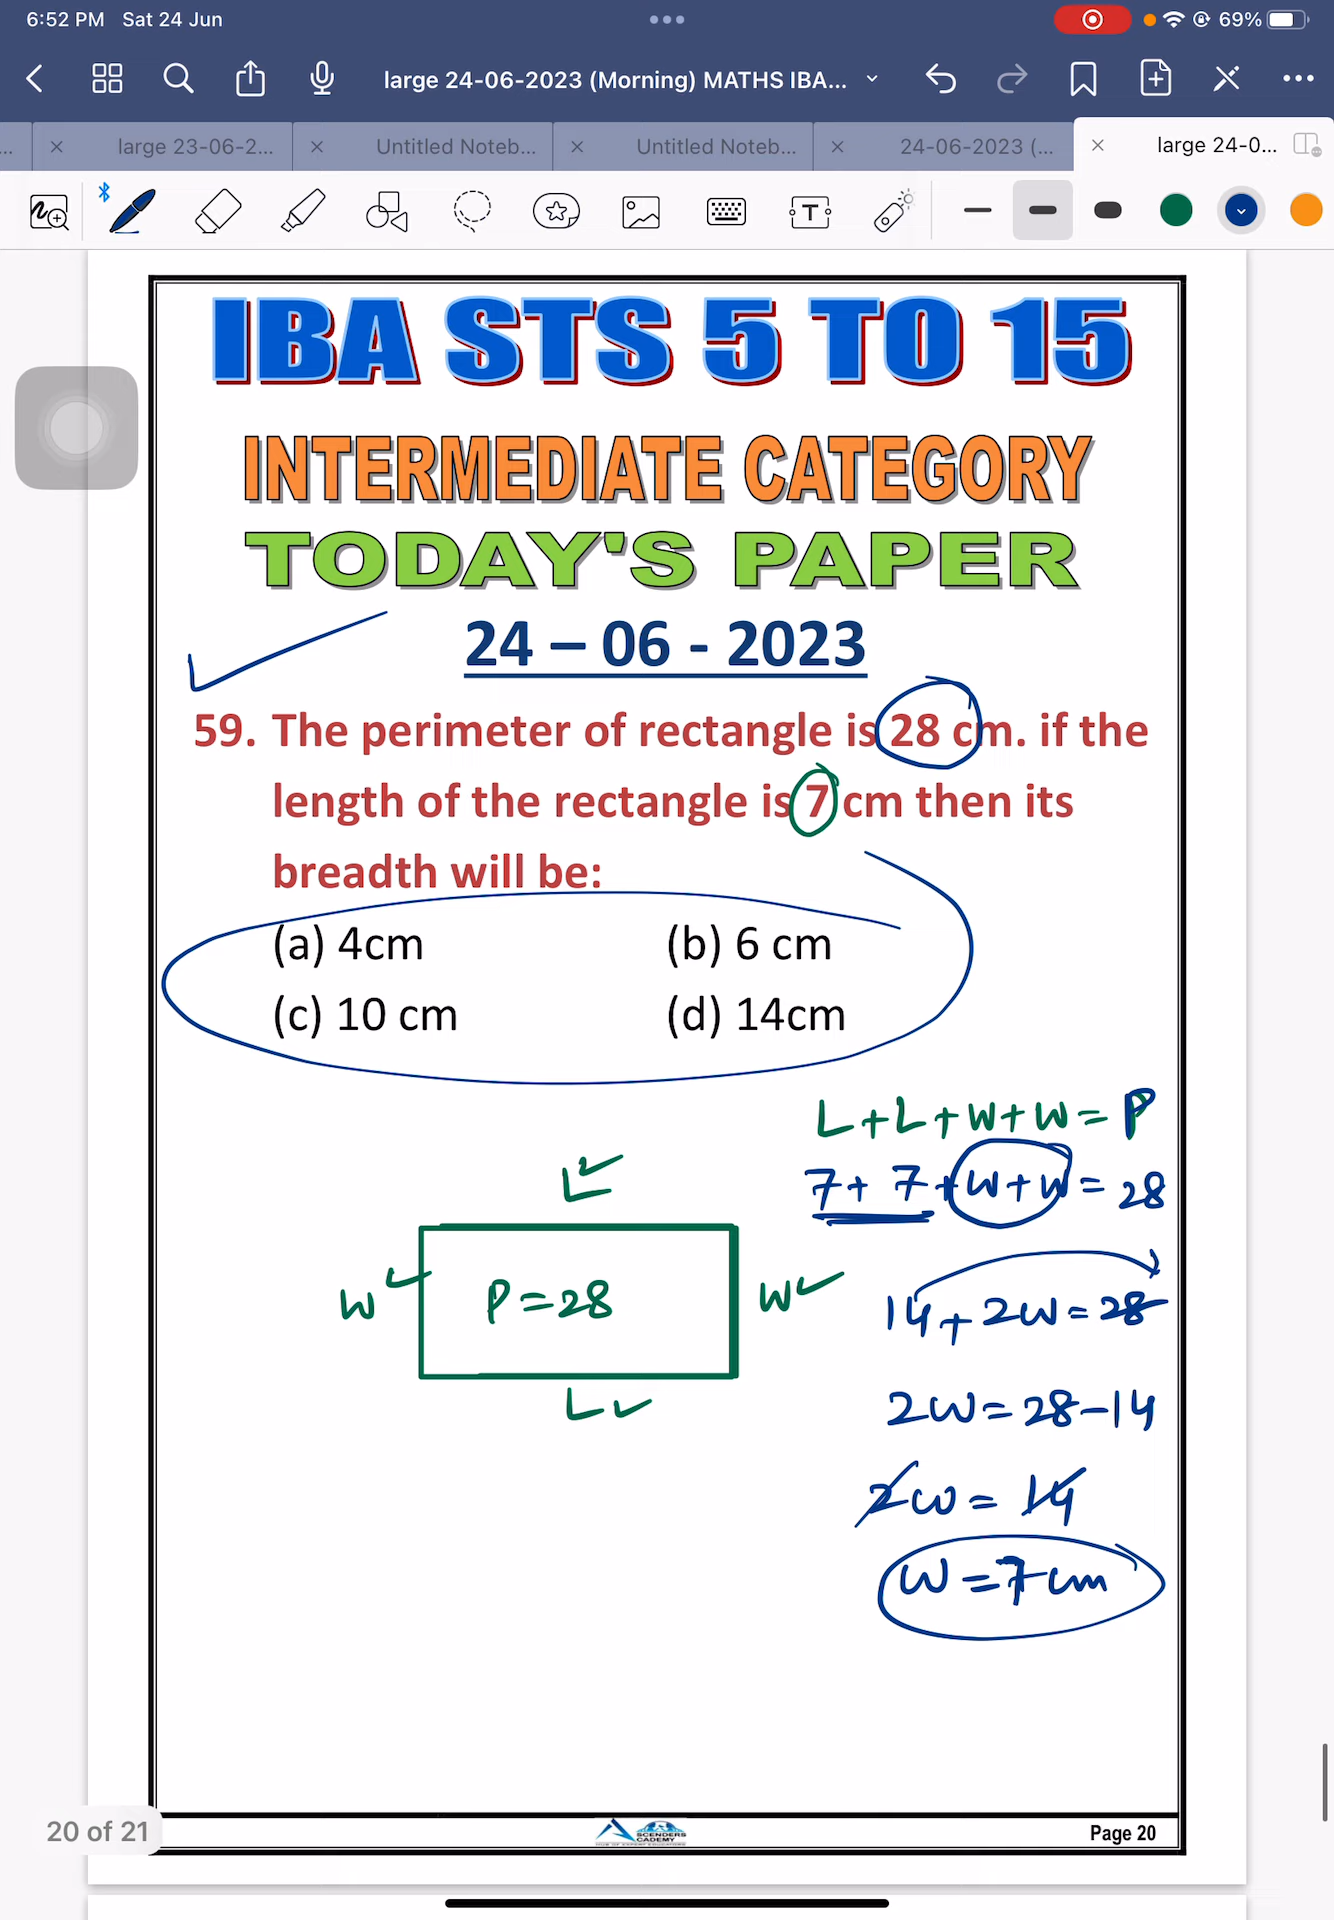 6:52 PM Sat 24 Jun
69%
large 24-06-2023 (Morning) MATHS IBA...
large 23-06-2...
Untitled Noteb...
Untitled Noteb...
24-06-2023 (...
large 24-0...
T
IBA STS 5 TO 15
INTERMEDIATE CATEGORY
TODAY'S PAPER
24 – 06 - 2023
59. The perimeter of rectangle is 28 cm. if the
length of the rectangle is 7 cm then its
breadth will be:
(a) 4cm (b) 6 cm
(c) 10 cm (d) 14cm
L+L+W+W=P
7+7+W+W=28
L
W P=28 W
L
14+2W=28
2W=28-14
2W=14
W=7cm
20 of 21
SCENDERS
CADEMY
Page 20